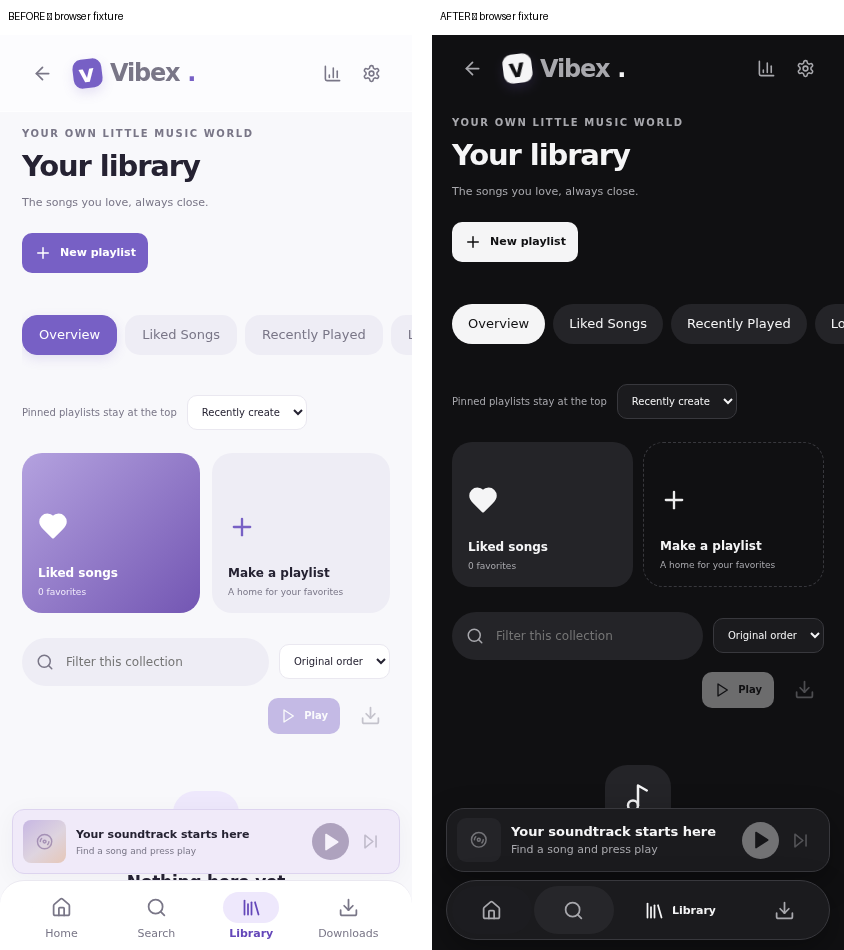 BEFORE browser fixture
Vibex .
YOUR OWN LITTLE MUSIC WORLD
Your library
The songs you love, always close.
New playlist
Overview
Liked Songs
Recently Played
L
Pinned playlists stay at the top
Recently create
Liked songs
0 favorites
Make a playlist
A home for your favorites
Filter this collection
Original order
Play
Your soundtrack starts here
Find a song and press play
Nothing here yet
Home
Search
Library
Downloads
AFTER browser fixture
Vibex .
YOUR OWN LITTLE MUSIC WORLD
Your library
The songs you love, always close.
New playlist
Overview
Liked Songs
Recently Played
Lo
Pinned playlists stay at the top
Recently create
Liked songs
0 favorites
Make a playlist
A home for your favorites
Filter this collection
Original order
Play
Your soundtrack starts here
Find a song and press play
Library